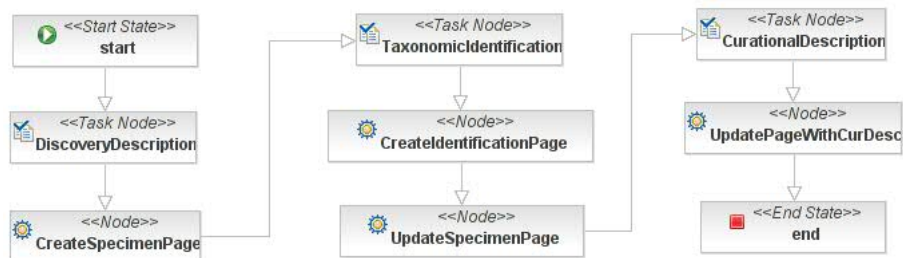 <<Start State>>
start
<<Task Node>>
DiscoveryDescription
<<Node>>
CreateSpecimenPage
<<Task Node>>
TaxonomicIdentification
<<Node>>
CreateIdentificationPage
<<Node>>
UpdateSpecimenPage
<<Task Node>>
CurationalDescription
<<Node>>
UpdatePageWithCurDesc
<<End State>>
end